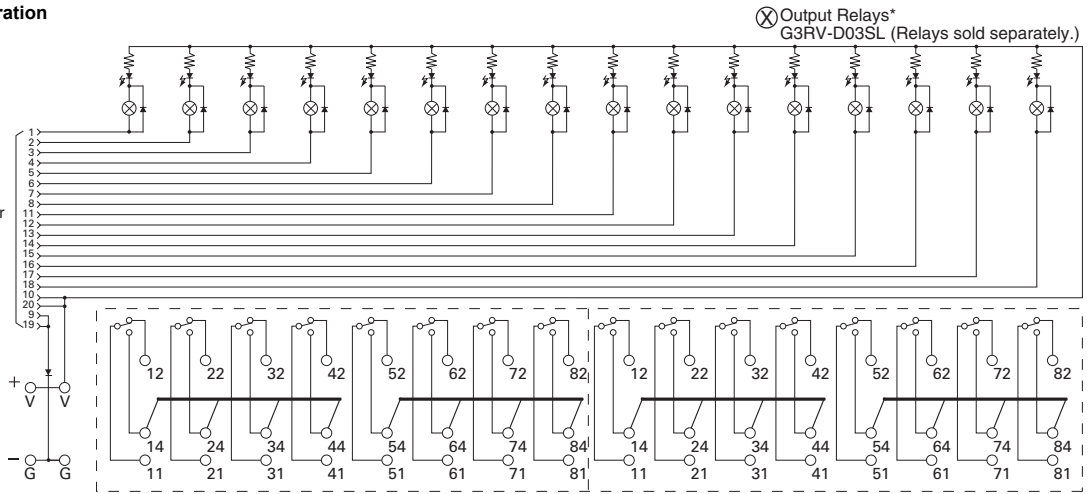 ration
Output Relays*
G3RV-D03SL (Relays sold separately.)
1
2
3
4
5
6
7
8
r
11
12
13
14
15
16
17
18
10
20
9
19
12 22 32 42 52 62 72 82 12 22 32 42 52 62 72 82
+
V V
14 24 34 44 54 64 74 84 14 24 34 44 54 64 74 84
−
G G
11 21 31 41 51 61 71 81 11 21 31 41 51 61 71 81